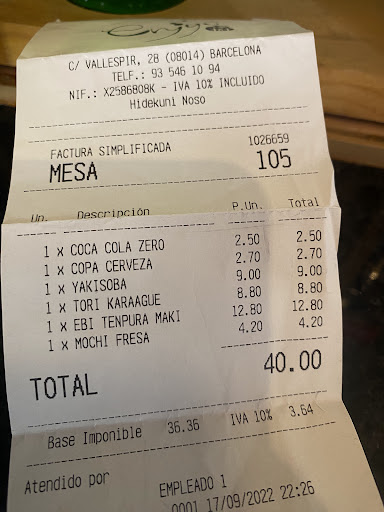 C/ VALLESPIR, 28 (08014) BARCELONA
TELF.: 93 546 10 94
NIF.: X2586808K - IVA 10% INCLUIDO
Hidekuni Noso
FACTURA SIMPLIFICADA 1026659
MESA 105
Un. Descripción P.Un. Total
1 x COCA COLA ZERO 2.50 2.50
1 x COPA CERVEZA 2.70 2.70
1 x YAKISOBA 9.00 9.00
1 x TORI KARAAGUE 8.80 8.80
1 x EBI TENPURA MAKI 12.80 12.80
1 x MOCHI FRESA 4.20 4.20
TOTAL 40.00
Base Imponible 36.36 IVA 10% 3.64
Atendido por EMPLEADO 1
0001 17/09/2022 22:26